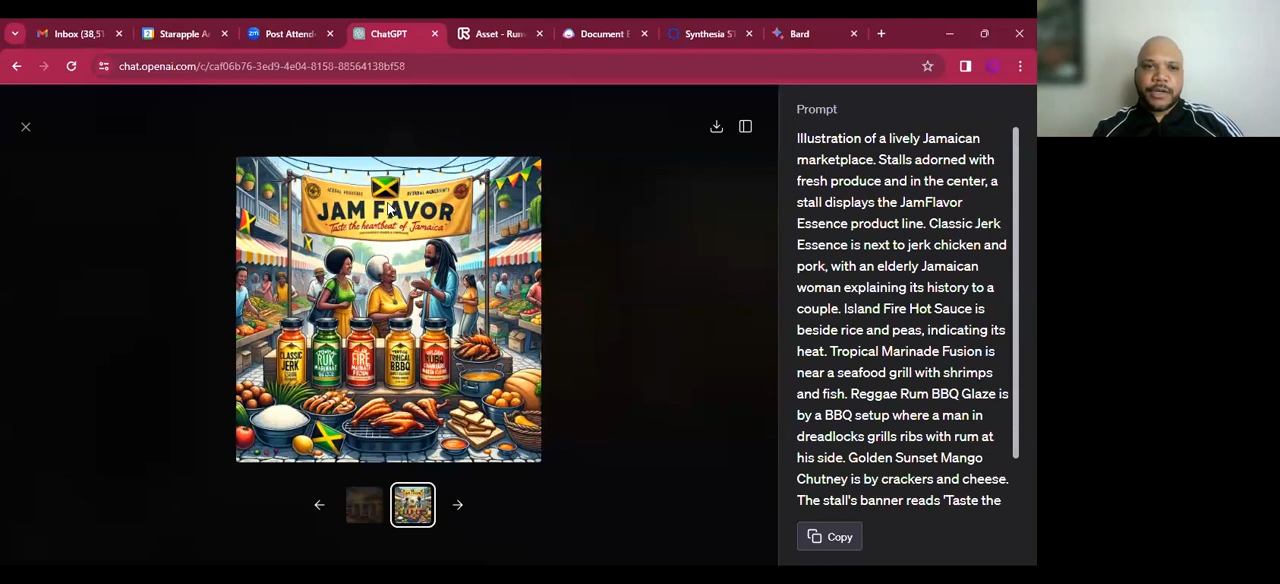 Inbox (38,5
Starapple A
Post Attend
ChatGPT
Asset - Run
Document E
Synthesia S
Bard
chat.openai.com/c/caf06b76-3ed9-4e04-8158-88564138bf58
Prompt
Illustration of a lively Jamaican
marketplace. Stalls adorned with
fresh produce and in the center, a
stall displays the JamFlavor
Essence product line. Classic Jerk
Essence is next to jerk chicken and
pork, with an elderly Jamaican
woman explaining its history to a
couple. Island Fire Hot Sauce is
beside rice and peas, indicating its
heat. Tropical Marinade Fusion is
near a seafood grill with shrimps
and fish. Reggae Rum BBQ Glaze is
by a BBQ setup where a man in
dreadlocks grills ribs with rum at
his side. Golden Sunset Mango
Chutney is by crackers and cheese.
The stall's banner reads 'Taste the
Copy
JAM FAVOR
"Taste the heartbeat of Jamaica"
CLASSIC
JERK
RUK
FIRE
BBBQ
RUBQ